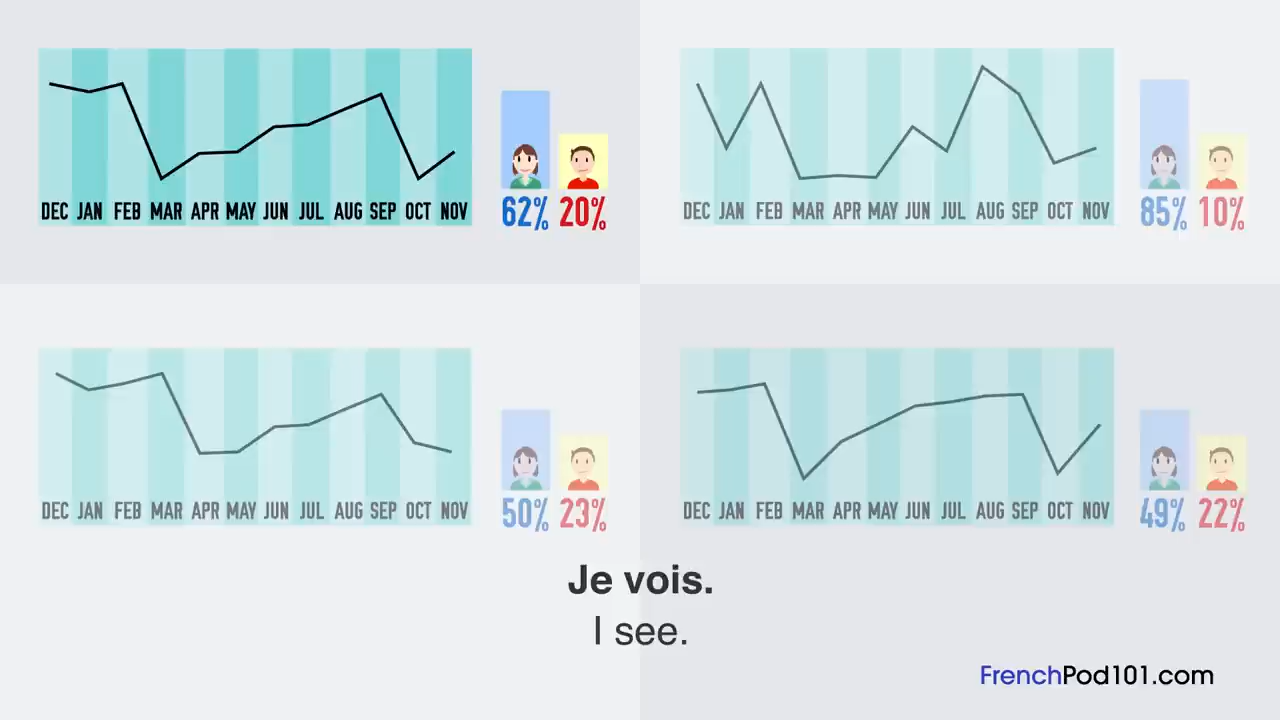 DEC JAN FEB MAR APR MAY JUN JUL AUG SEP OCT NOV
62% 20%
DEC JAN FEB MAR APR MAY JUN JUL AUG SEP OCT NOV
85% 10%
DEC JAN FEB MAR APR MAY JUN JUL AUG SEP OCT NOV
50% 23%
DEC JAN FEB MAR APR MAY JUN JUL AUG SEP OCT NOV
49% 22%
Je vois.
I see.
FrenchPod101.com